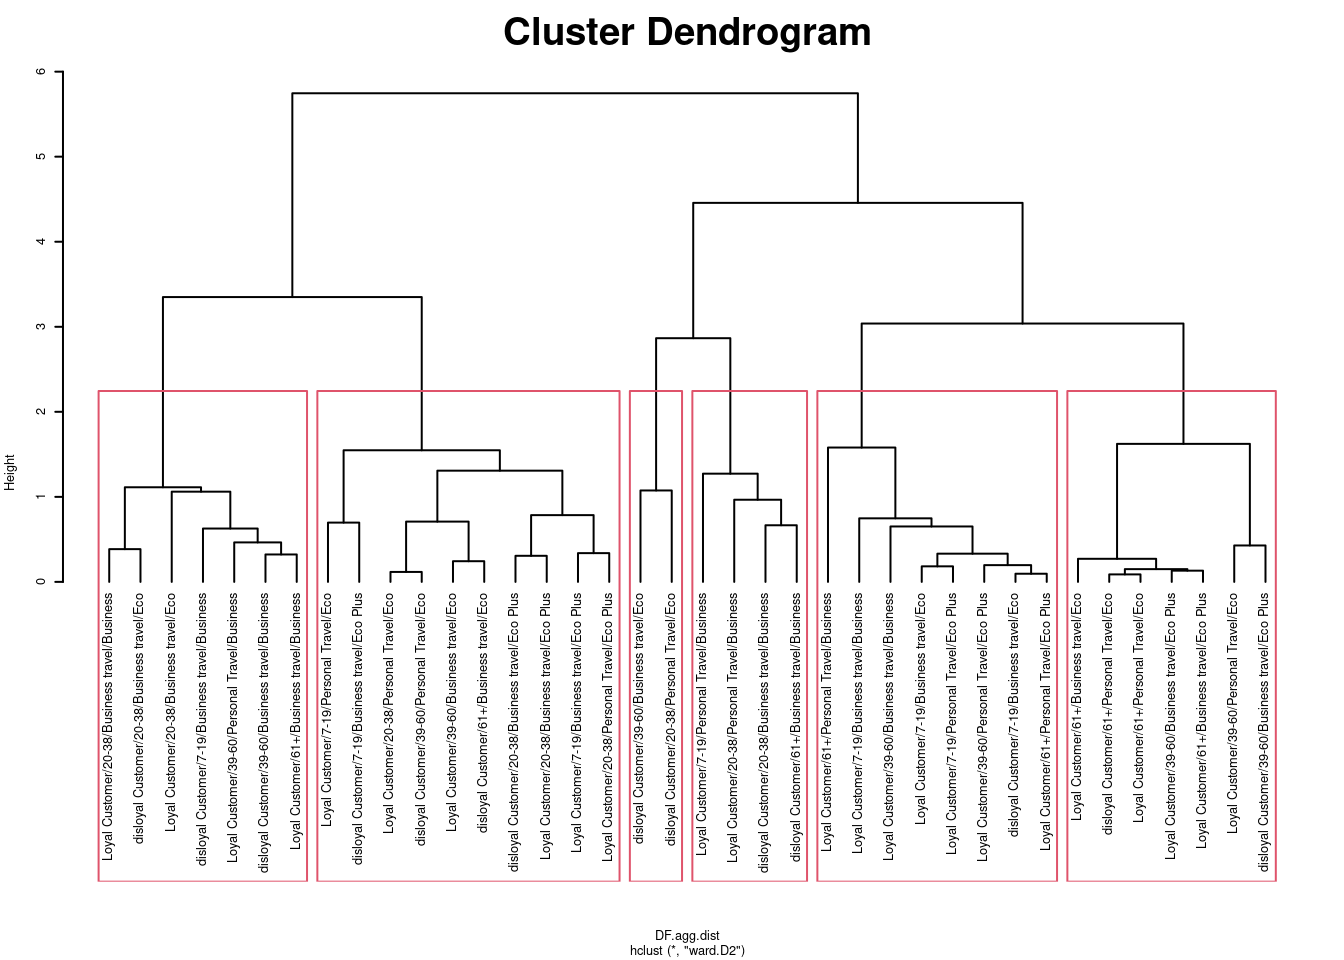 Cluster Dendrogram
Height
6
5
4
3
2
1
0
Loyal Customer/20-38/Business travel/Business
disloyal Customer/20-38/Business travel/Eco
Loyal Customer/20-38/Business travel/Eco
disloyal Customer/7-19/Business travel/Business
Loyal Customer/39-60/Personal Travel/Business
disloyal Customer/39-60/Business travel/Business
Loyal Customer/61+/Business travel/Business
Loyal Customer/7-19/Personal Travel/Eco
disloyal Customer/7-19/Business travel/Eco Plus
Loyal Customer/20-38/Personal Travel/Eco
disloyal Customer/39-60/Personal Travel/Eco
Loyal Customer/39-60/Business travel/Eco
disloyal Customer/61+/Business travel/Eco
disloyal Customer/20-38/Business travel/Eco Plus
Loyal Customer/20-38/Business travel/Eco Plus
Loyal Customer/7-19/Business travel/Eco Plus
Loyal Customer/20-38/Personal Travel/Eco Plus
disloyal Customer/39-60/Business travel/Eco
disloyal Customer/20-38/Personal Travel/Eco
Loyal Customer/7-19/Personal Travel/Business
Loyal Customer/20-38/Personal Travel/Business
disloyal Customer/20-38/Business travel/Business
disloyal Customer/61+/Business travel/Business
Loyal Customer/61+/Personal Travel/Business
Loyal Customer/7-19/Business travel/Business
Loyal Customer/39-60/Business travel/Business
Loyal Customer/7-19/Business travel/Eco
Loyal Customer/7-19/Personal Travel/Eco Plus
Loyal Customer/39-60/Personal Travel/Eco Plus
disloyal Customer/7-19/Business travel/Eco
Loyal Customer/61+/Personal Travel/Eco Plus
Loyal Customer/61+/Business travel/Eco
disloyal Customer/61+/Personal Travel/Eco
Loyal Customer/61+/Personal Travel/Eco
Loyal Customer/39-60/Business travel/Eco Plus
Loyal Customer/61+/Business travel/Eco Plus
Loyal Customer/39-60/Personal Travel/Eco
disloyal Customer/39-60/Business travel/Eco Plus
DF.agg.dist
hclust (*, "ward.D2")